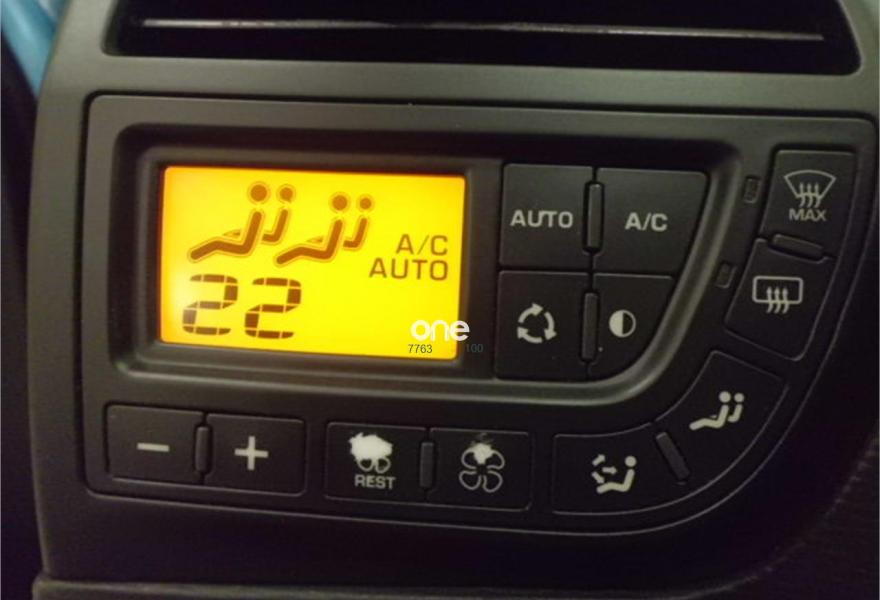 A/C
AUTO
22
one
7763 100
AUTO
A/C
MAX
REST